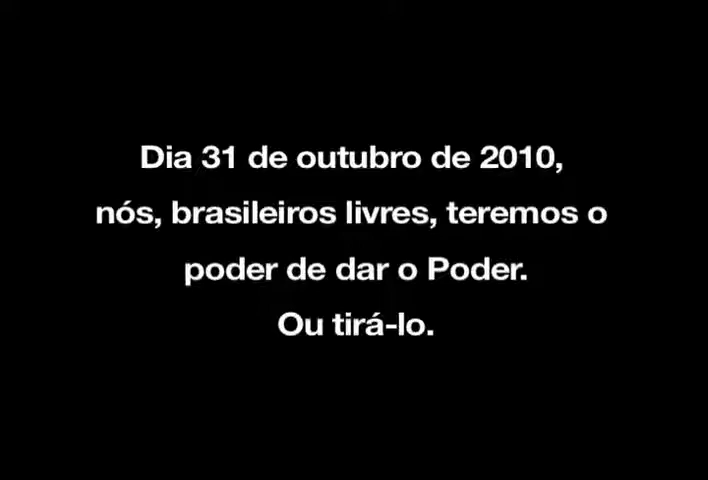 Dia 31 de outubro de 2010,
nós, brasileiros livres, teremos o
poder de dar o Poder.
Ou tirá-lo.